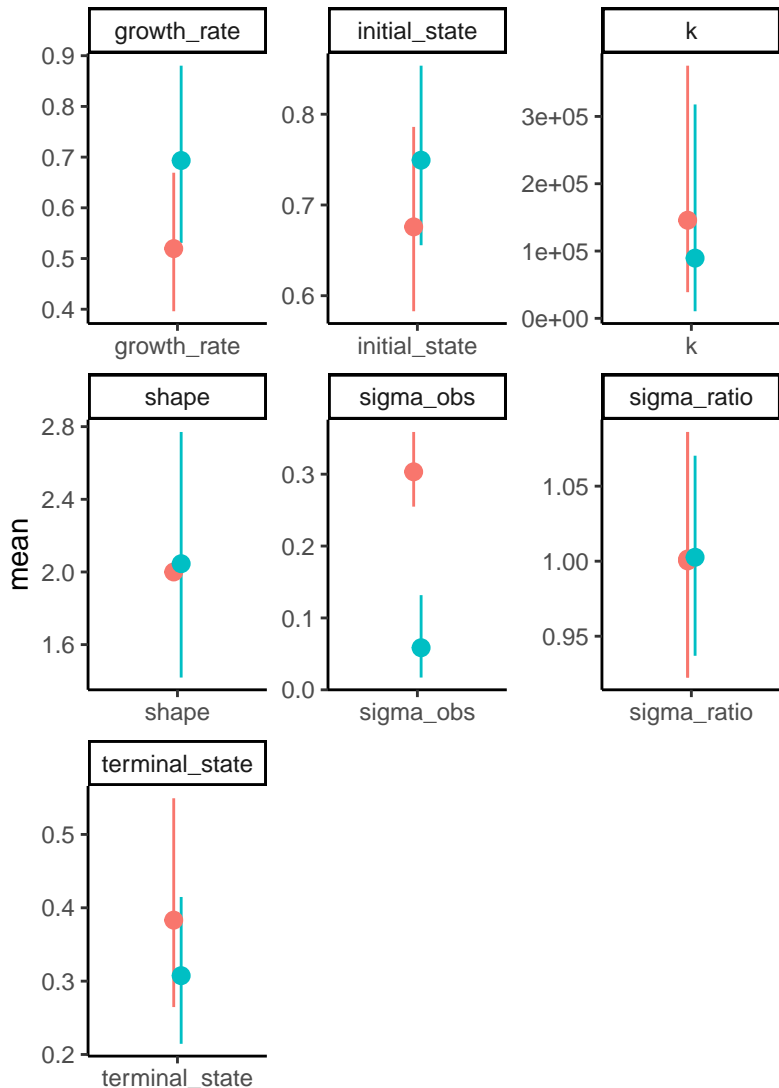 growth_rate
initial_state
k
0.9
0.8
0.7
0.6
0.5
0.4
0.8
0.7
0.6
3e+05
2e+05
1e+05
0e+00
growth_rate
initial_state
k
shape
sigma_obs
sigma_ratio
mean
2.8
2.4
2.0
1.6
0.3
0.2
0.1
0.0
1.05
1.00
0.95
shape
sigma_obs
sigma_ratio
terminal_state
0.5
0.4
0.3
0.2
terminal_state